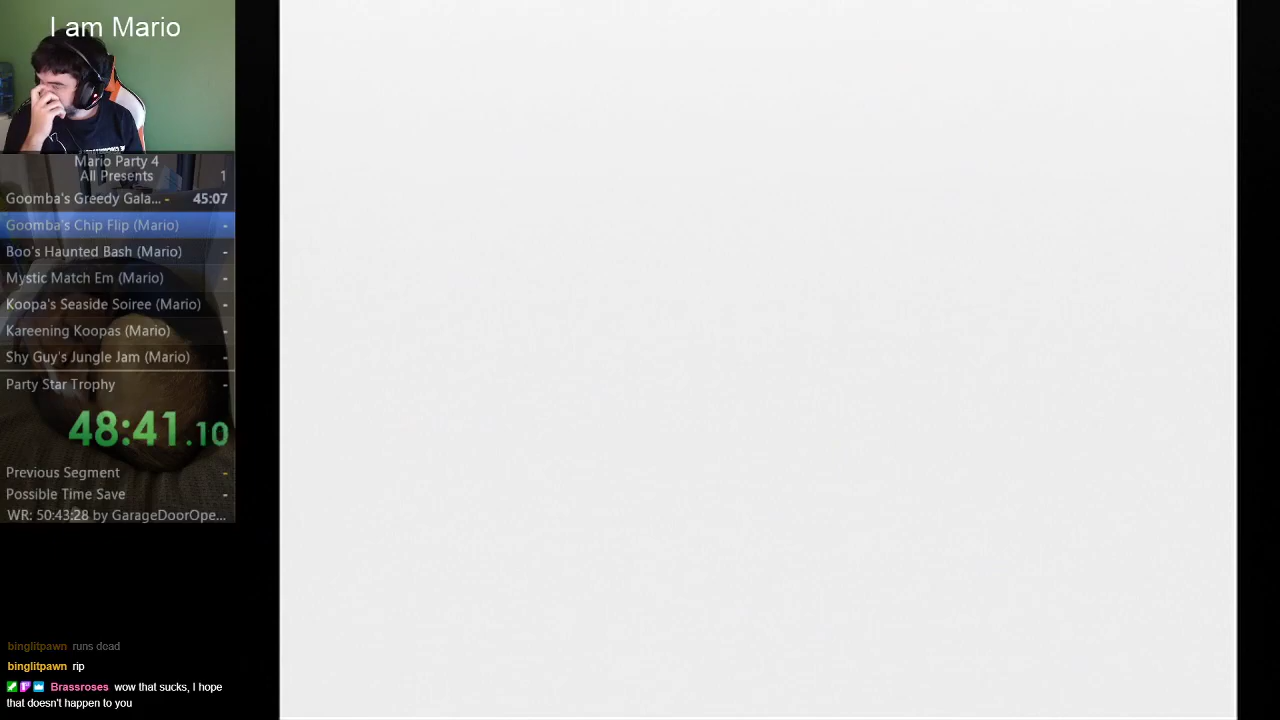 I am Mario
Mario Party 4
All Presents 1
Goomba's Greedy Gala... - 45:07
Goomba's Chip Flip (Mario) -
Boo's Haunted Bash (Mario) -
Mystic Match Em (Mario) -
Koopa's Seaside Soiree (Mario) -
Kareening Koopas (Mario) -
Shy Guy's Jungle Jam (Mario) -
Party Star Trophy -
48:41.10
Previous Segment -
Possible Time Save -
WR: 50:43:28 by GarageDoorOpe...
binglitpawn runs dead
binglitpawn rip
Brassroses wow that sucks, I hope
that doesn't happen to you